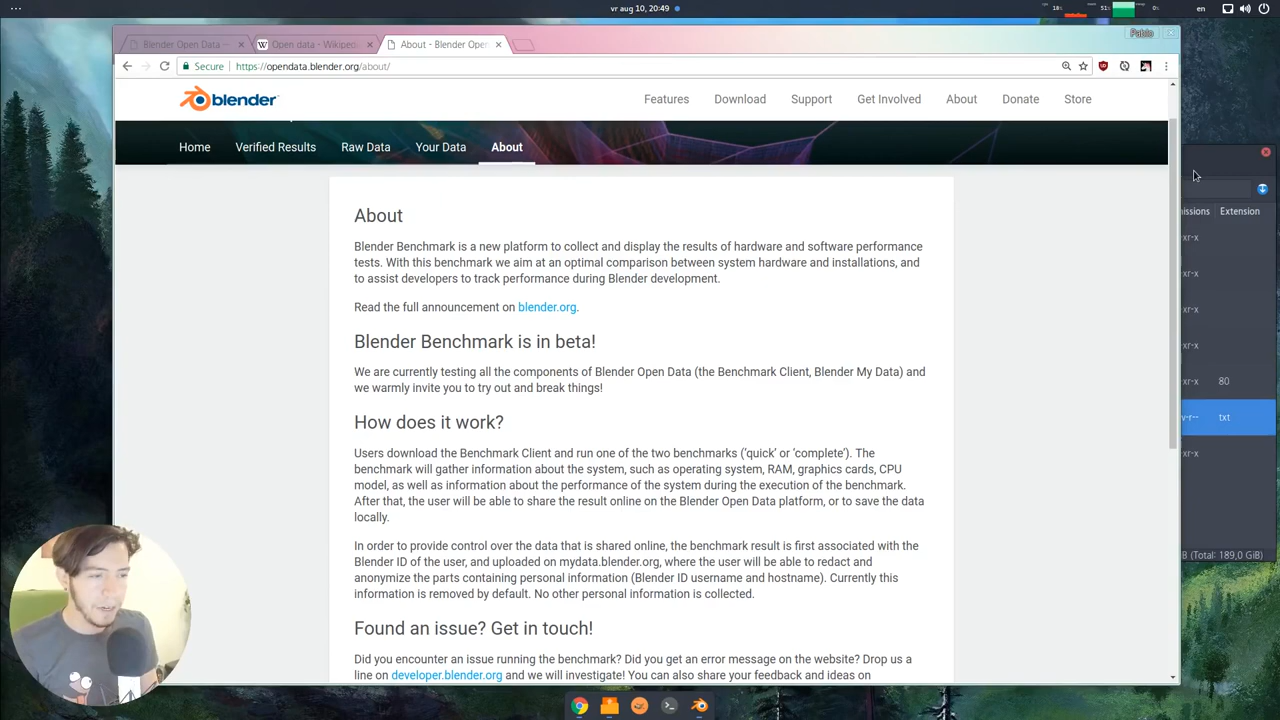 vr aug 10, 20:49
18%
51%
0%
en
Pablo
Blender Open Data —
Open data - Wikipedi
About - Blender Open
Secure
https://opendata.blender.org/about/
blender
Features
Download
Support
Get Involved
About
Donate
Store
Home
Verified Results
Raw Data
Your Data
About
About
Blender Benchmark is a new platform to collect and display the results of hardware and software performance
tests. With this benchmark we aim at an optimal comparison between system hardware and installations, and
to assist developers to track performance during Blender development.
Read the full announcement on blender.org.
Blender Benchmark is in beta!
We are currently testing all the components of Blender Open Data (the Benchmark Client, Blender My Data) and
we warmly invite you to try out and break things!
How does it work?
Users download the Benchmark Client and run one of the two benchmarks (‘quick’ or ‘complete’). The
benchmark will gather information about the system, such as operating system, RAM, graphics cards, CPU
model, as well as information about the performance of the system during the execution of the benchmark.
After that, the user will be able to share the result online on the Blender Open Data platform, or to save the data
locally.
In order to provide control over the data that is shared online, the benchmark result is first associated with the
Blender ID of the user, and uploaded on mydata.blender.org, where the user will be able to redact and
anonymize the parts containing personal information (Blender ID username and hostname). Currently this
information is removed by default. No other personal information is collected.
Found an issue? Get in touch!
Did you encounter an issue running the benchmark? Did you get an error message on the website? Drop us a
line on developer.blender.org and we will investigate! You can also share your feedback and ideas on
issions
Extension
xr-x
xr-x
xr-x
xr-x
xr-x
80
v-r--
txt
xr-x
B (Total: 189,0 GiB)